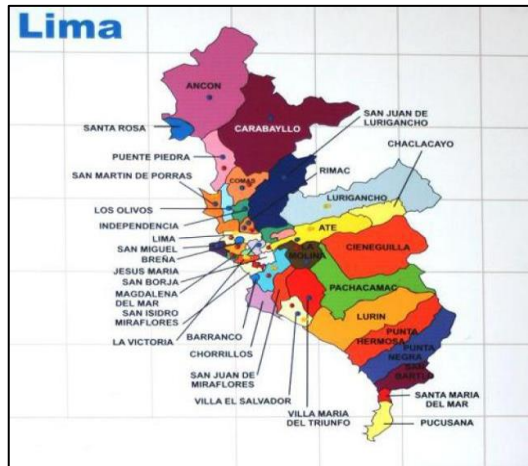 Lima
ANCON
SANTA ROSA
CARABAYLLO
SAN JUAN DE
LURIGANCHO
PUENTE PIEDRA
CHACLACAYO
COMAS
SAN MARTIN DE PORRAS
RIMAC
LURIGANCHO
LOS OLIVOS
INDEPENDENCIA
ATE
LIMA
SAN MIGUEL
BREÑA
LA
MOLINA
CIENEGUILLA
JESUS MARIA
SAN BORJA
MAGDALENA
DEL MAR
SAN ISIDRO
MIRAFLORES
PACHACAMAC
LA VICTORIA
BARRANCO
CHORRILLOS
LURIN
PUNTA
HERMOSA
PUNTA
NEGRA
SAN
BARTLO
SAN JUAN DE
MIRAFLORES
VILLA EL SALVADOR
VILLA MARIA
DEL TRIUNFO
SANTA MARIA
DEL MAR
PUCUSANA